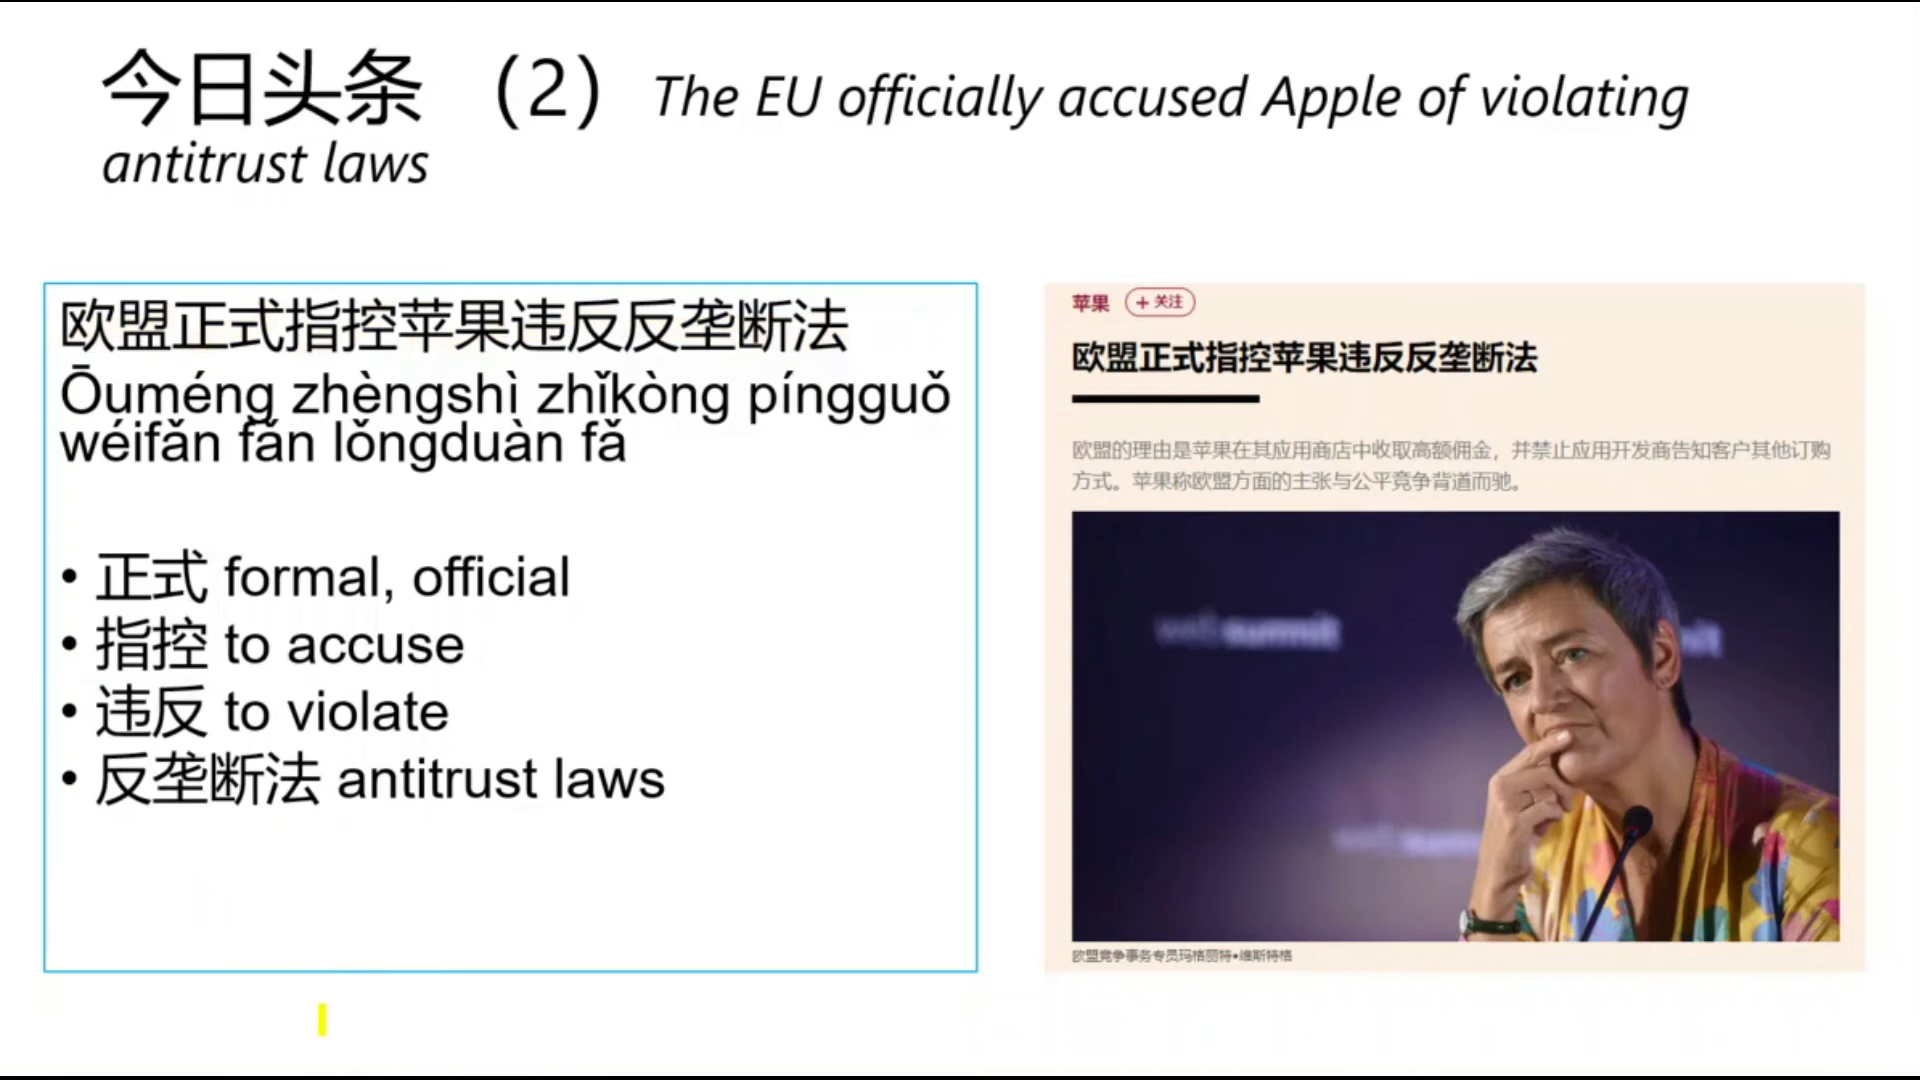 今日头条 （2） The EU officially accused Apple of violating
antitrust laws
欧盟正式指控苹果违反反垄断法
Ōuméng zhèngshì zhǐkòng píngguǒ
wéifǎn fǎn lǒngduàn fǎ
• 正式 formal, official
• 指控 to accuse
• 违反 to violate
• 反垄断法 antitrust laws
苹果 +关注
欧盟正式指控苹果违反反垄断法
欧盟的理由是苹果在其应用商店中收取高额佣金，并禁止应用开发商告知客户其他订购
方式。苹果称欧盟方面的主张与公平竞争背道而驰。
web summit
欧盟竞争事务专员玛格丽特•维斯特格